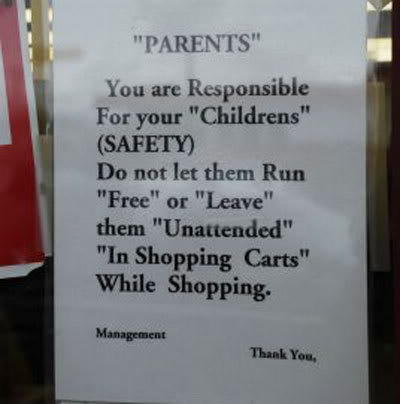 "PARENTS"
You are Responsible
For your "Childrens"
(SAFETY)
Do not let them Run
"Free" or "Leave"
them "Unattended"
"In Shopping Carts"
While Shopping.
Management
Thank You,